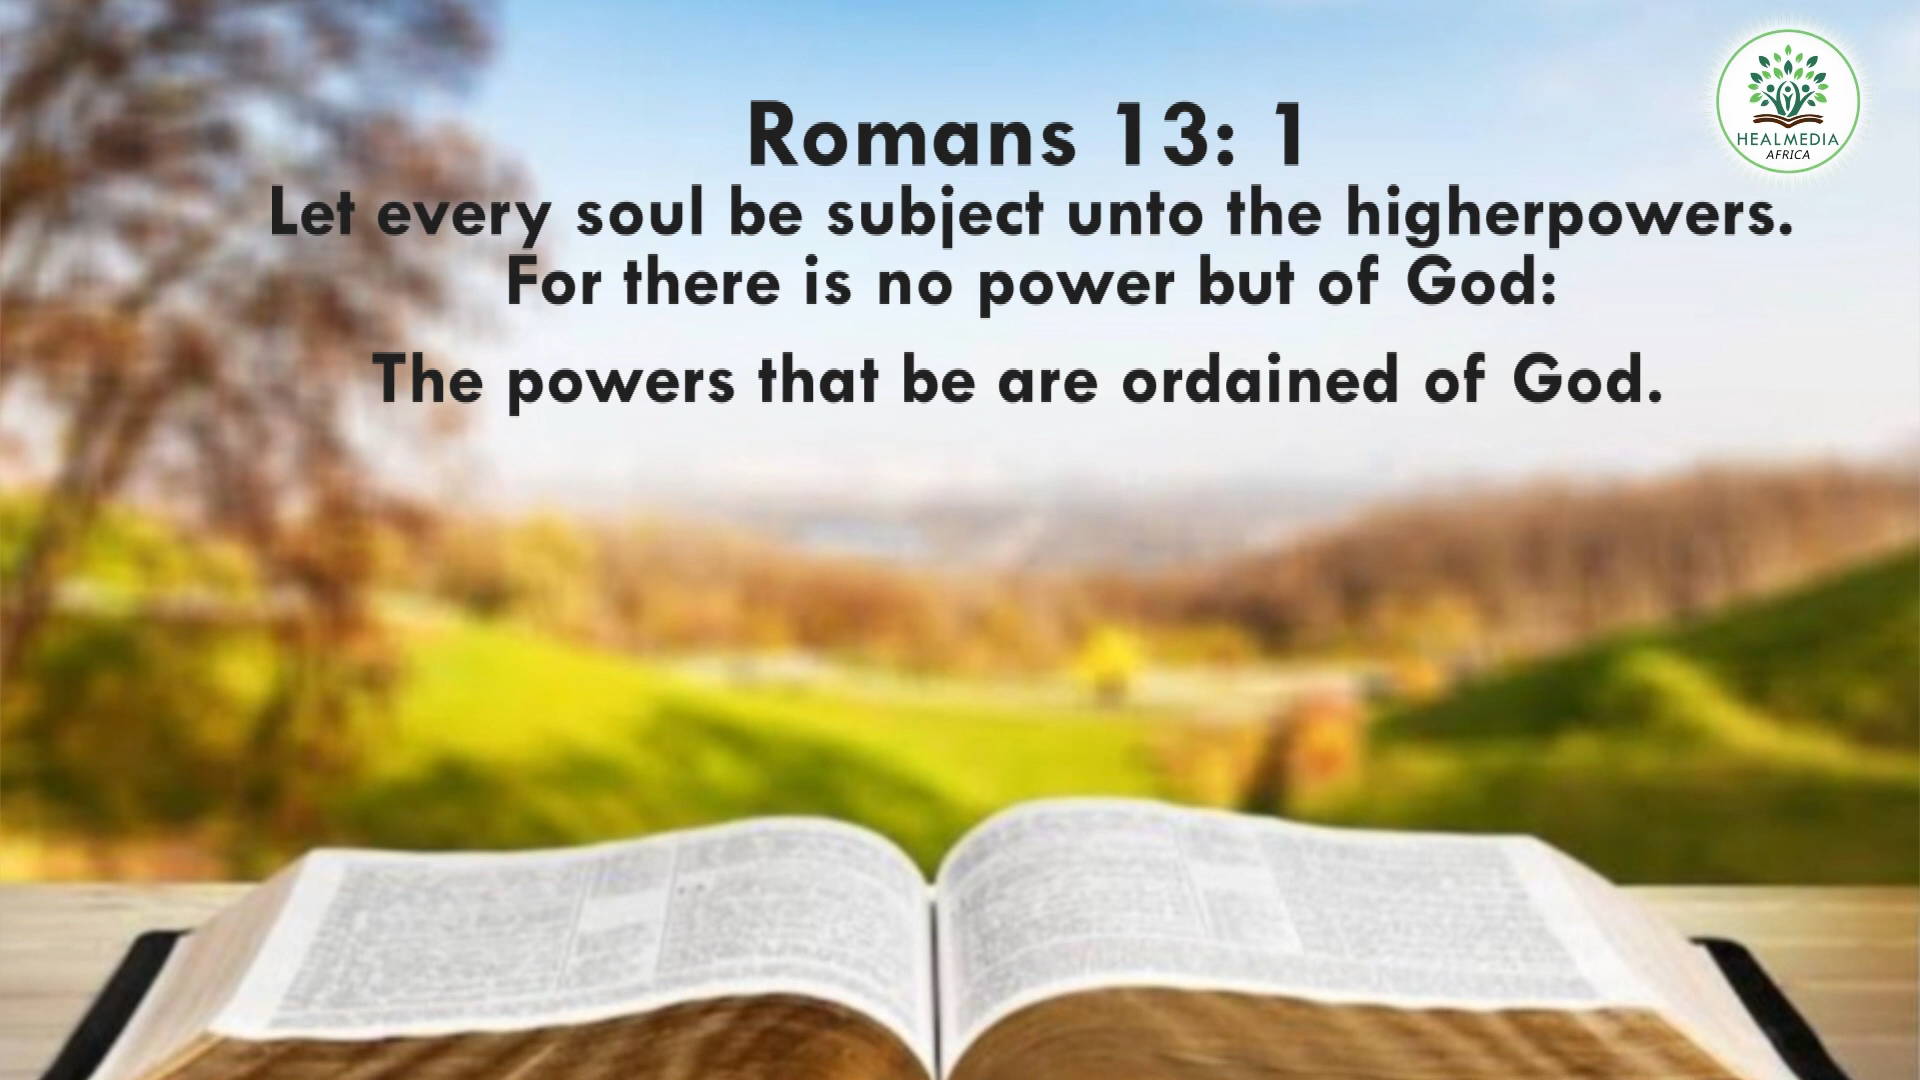 Romans 13: 1
Let every soul be subject unto the higherpowers.
For there is no power but of God:
The powers that be are ordained of God.
HEALMEDIA
AFRICA